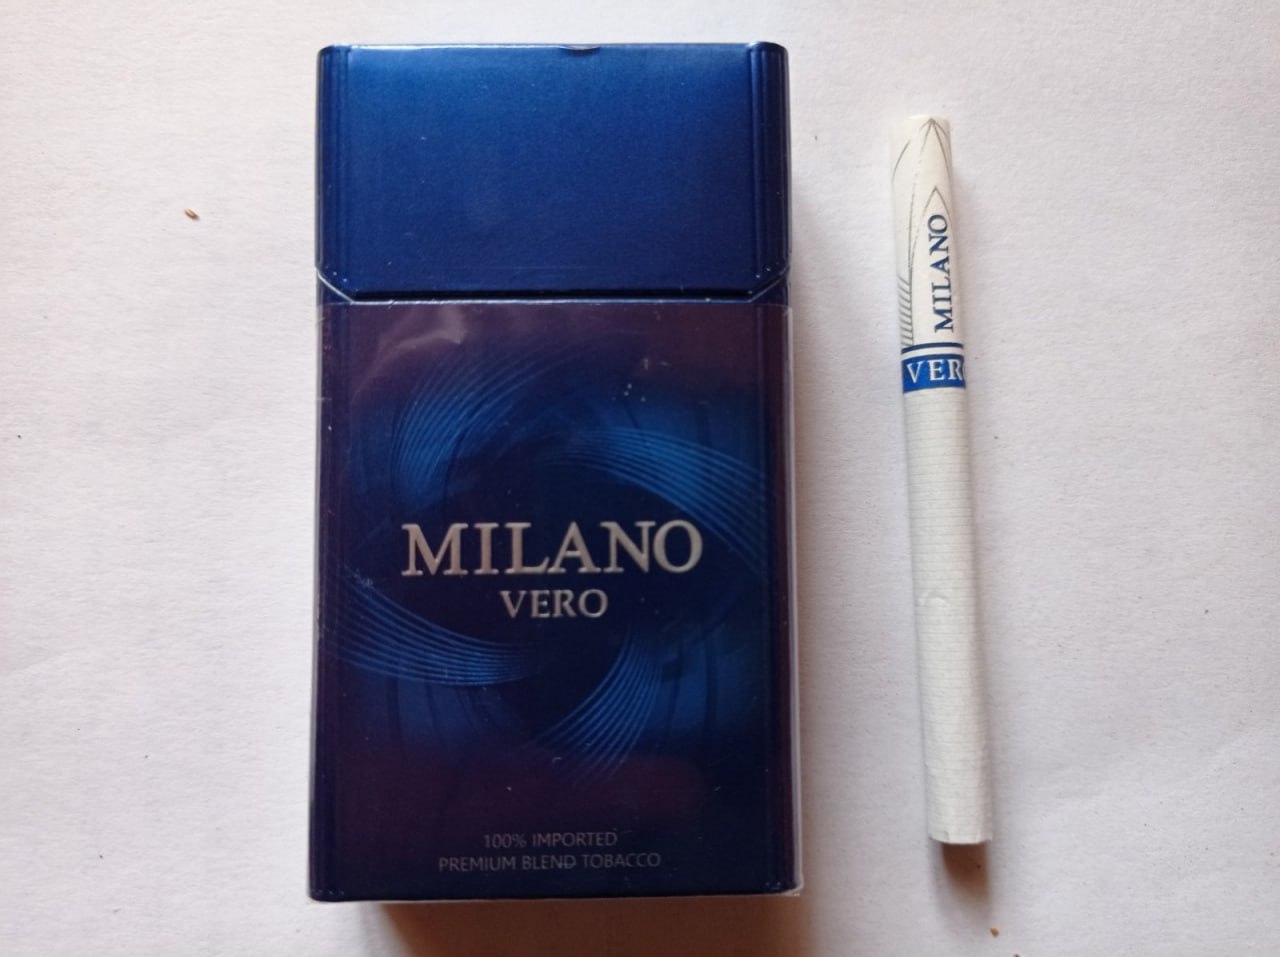 MILANO
VERO
100% IMPORTED
PREMIUM BLEND TOBACCO
MILANO
VERO